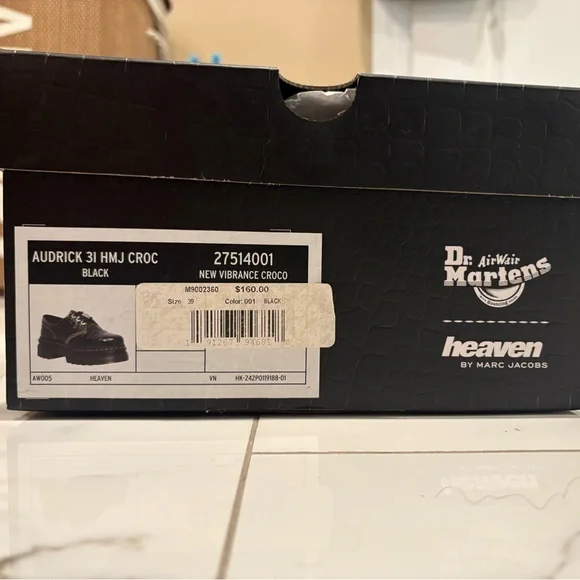 AUDRICK 3I HMJ CROC 27514001
BLACK NEW VIBRANCE CROCO
M9002360 $160.00
Size: 39 Color: 001 BLACK
AW005 HEAVEN VN HK-242P0119188-01
Dr. AirWair
Martens
heaven
BY MARC JACOBS